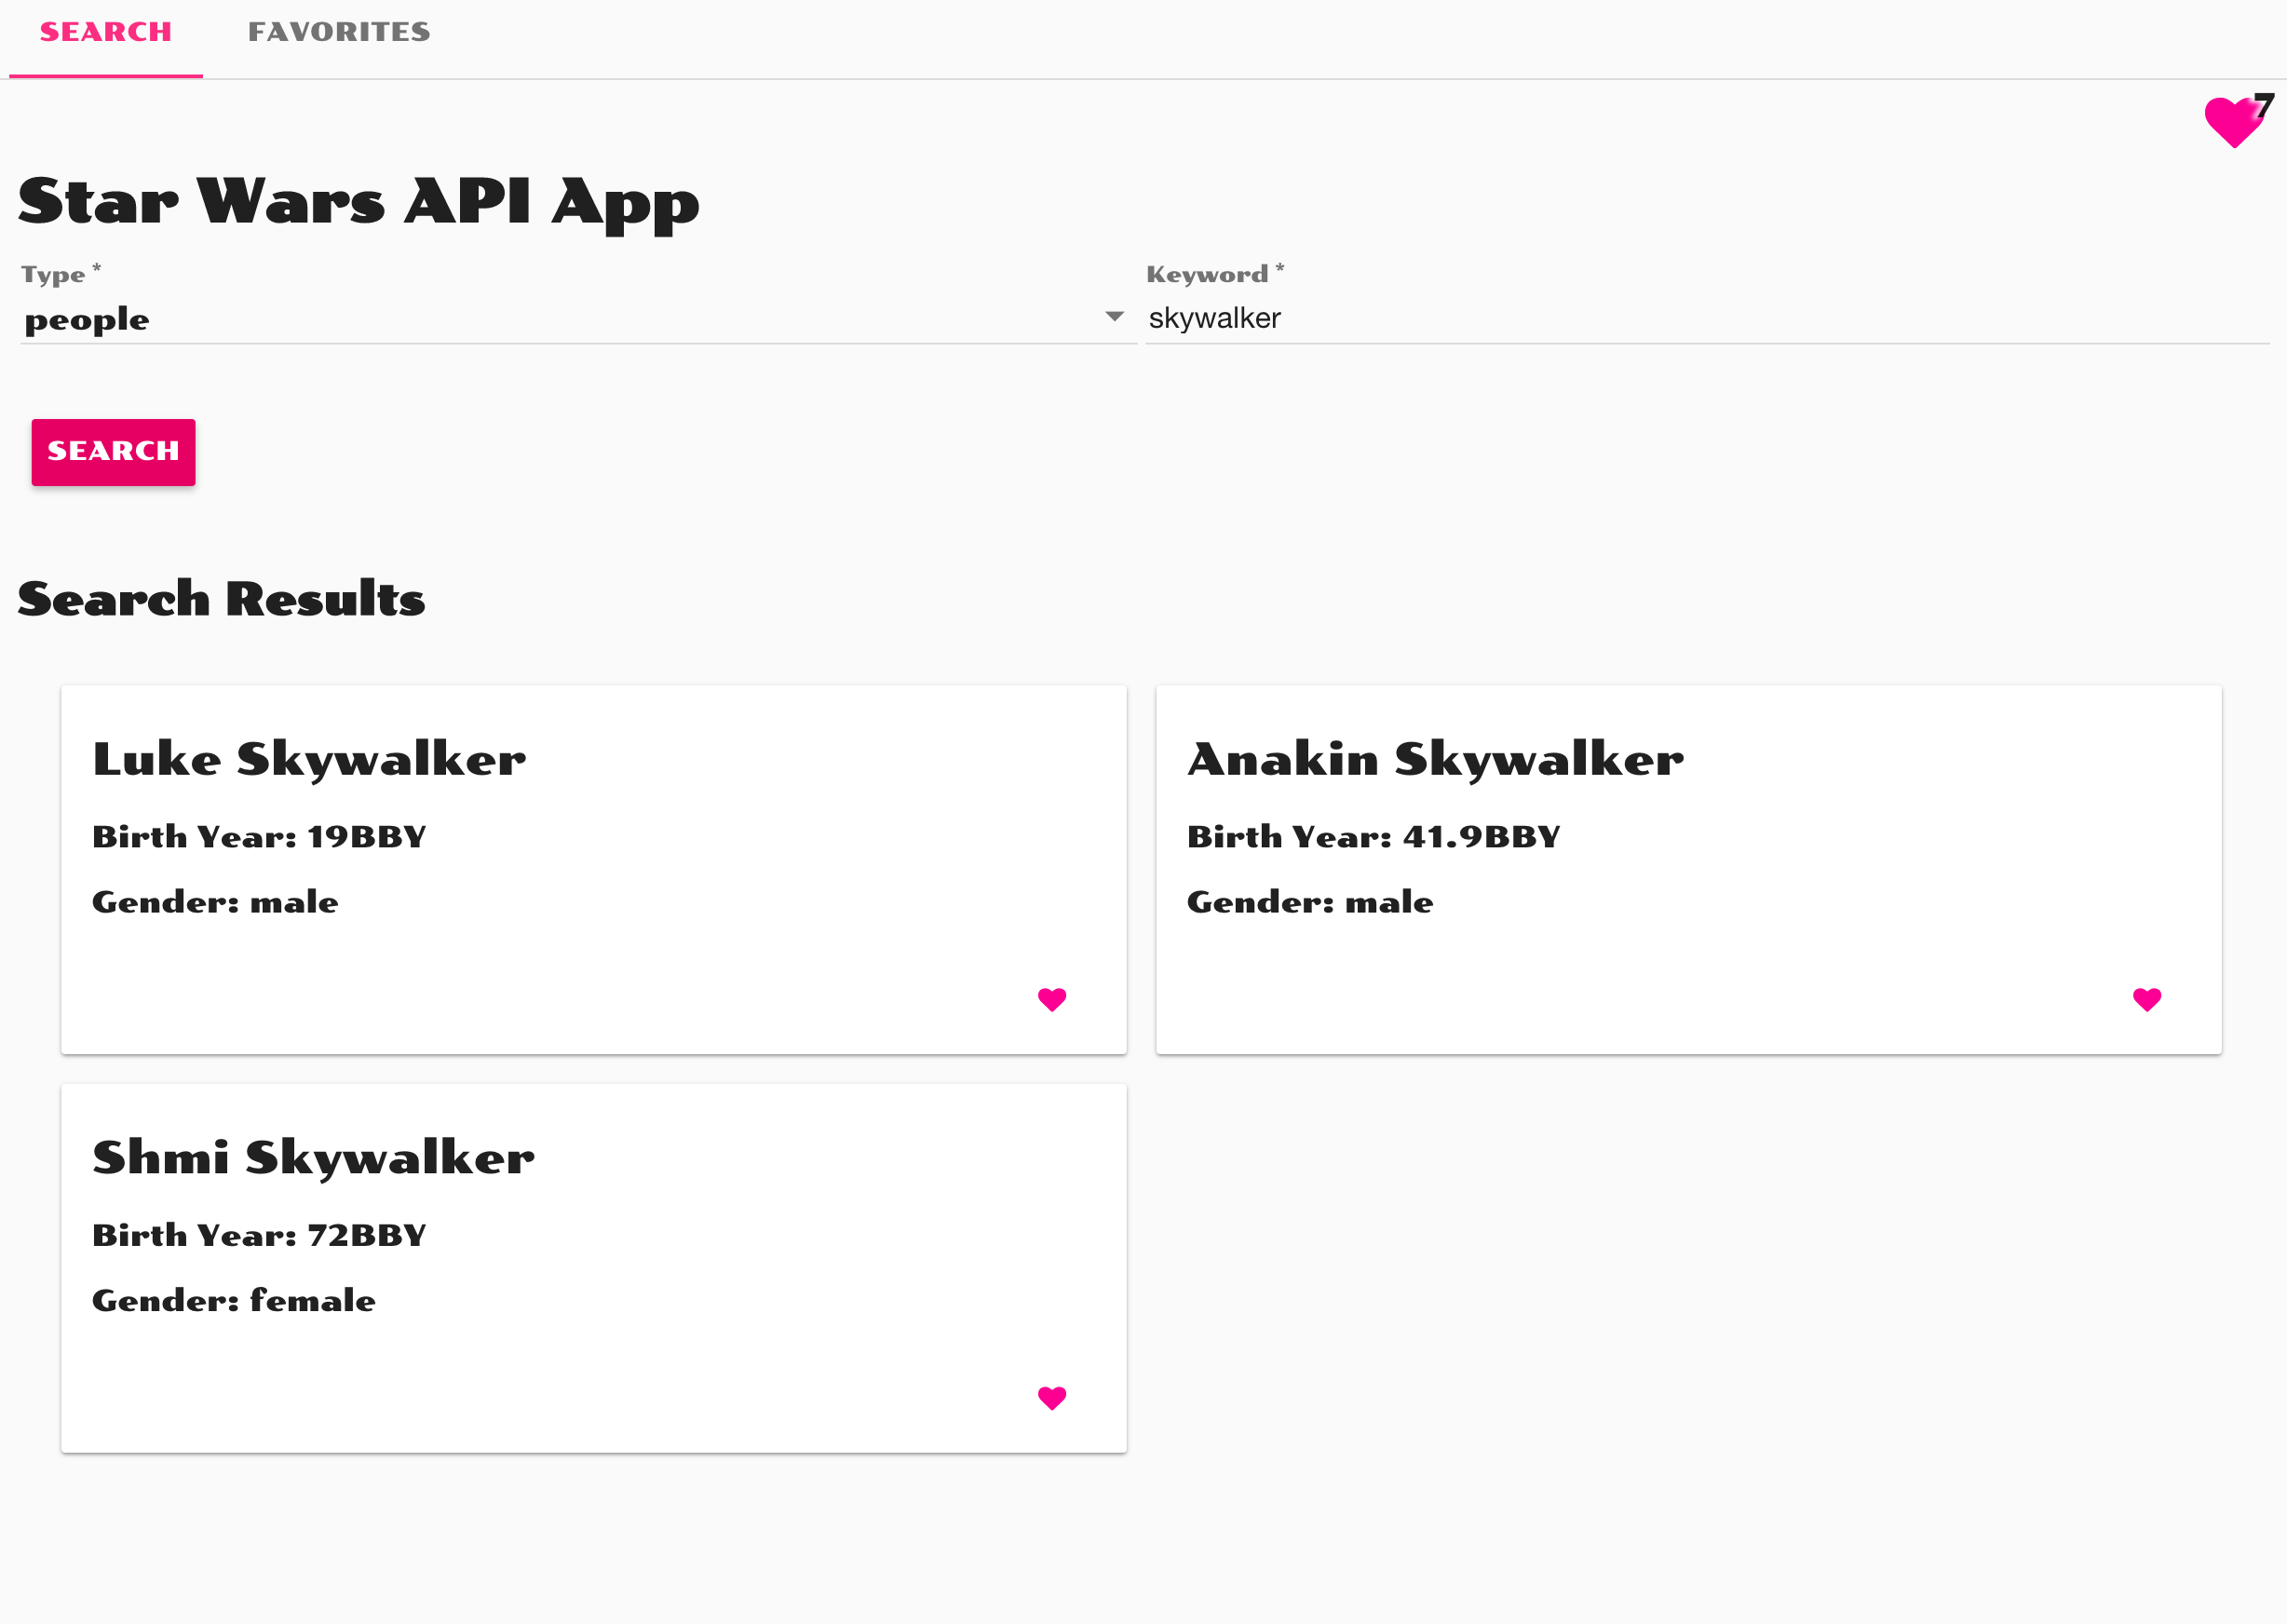 SEARCH FAVORITES
7
Star Wars API App
Type * Keyword *
people skywalker
SEARCH
Search Results
Luke Skywalker
Birth Year: 19BBY
Gender: male
Anakin Skywalker
Birth Year: 41.9BBY
Gender: male
Shmi Skywalker
Birth Year: 72BBY
Gender: female